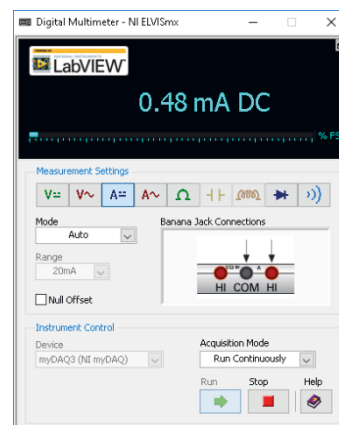 Digital Multimeter - NI ELVISmx
LabVIEW
0.48 mA DC
% FS
Measurement Settings
V V A A Ω
Mode
Banana Jack Connections
Auto
Range
20mA
A
HI COM HI
Null Offset
Instrument Control
Device
Acquisition Mode
myDAQ3 (NI myDAQ)
Run Continuously
Run Stop Help